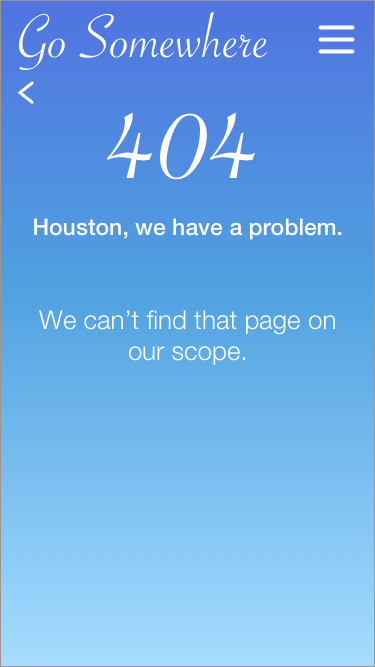 Go Somewhere
404
Houston, we have a problem.
We can’t find that page on
our scope.